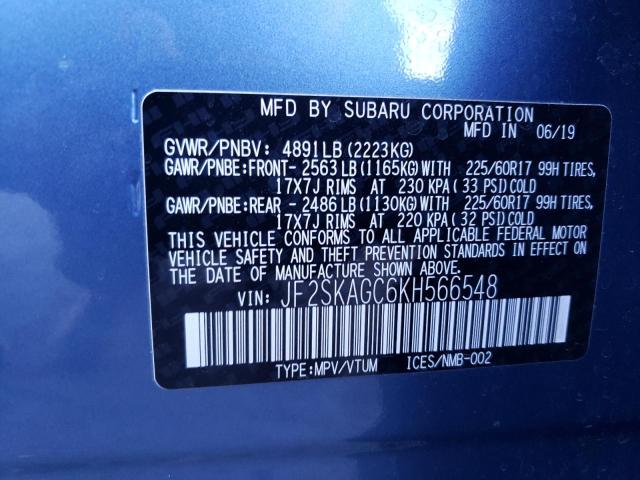 MFD BY SUBARU CORPORATION
MFD IN 06/19
GVWR/PNBV: 4891LB(2223KG)
GAWR/PNBE:FRONT- 2563LB(1165KG)WITH 225/60R17 99H TIRES,
17X7J RIMS AT 230 KPA( 33 PSI)COLD
GAWR/PNBE:REAR - 2486LB(1130KG)WITH 225/60R17 99H TIRES,
17X7J RIMS AT 220 KPA( 32 PSI)COLD
THIS VEHICLE CONFORMS TO ALL APPLICABLE FEDERAL MOTOR
VEHICLE SAFETY AND THEFT PREVENTION STANDARDS IN EFFECT ON
THE DATE OF MANUFACTURE SHOWN ABOVE.
VIN: JF2SKAGC6KH566548
TYPE:MPV/VTUM ICES/NMB-002